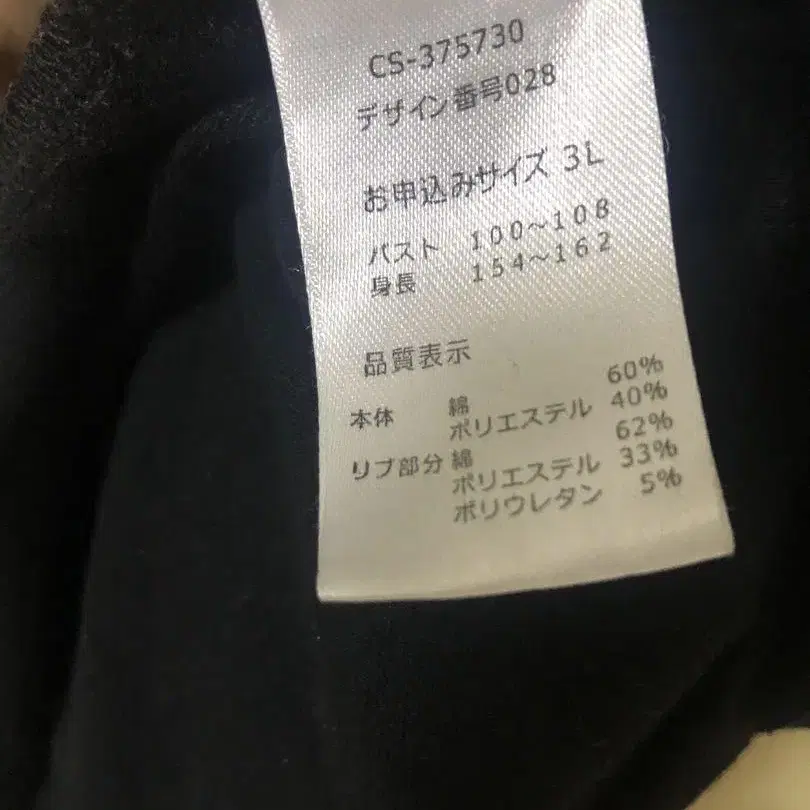 CS-375730
デザイン番号028
お申込みサイズ 3L
バスト 100～108
身長 154～162
品質表示
本体 綿 60%
ポリエステル 40%
リブ部分 綿 62%
ポリエステル 33%
ポリウレタン 5%